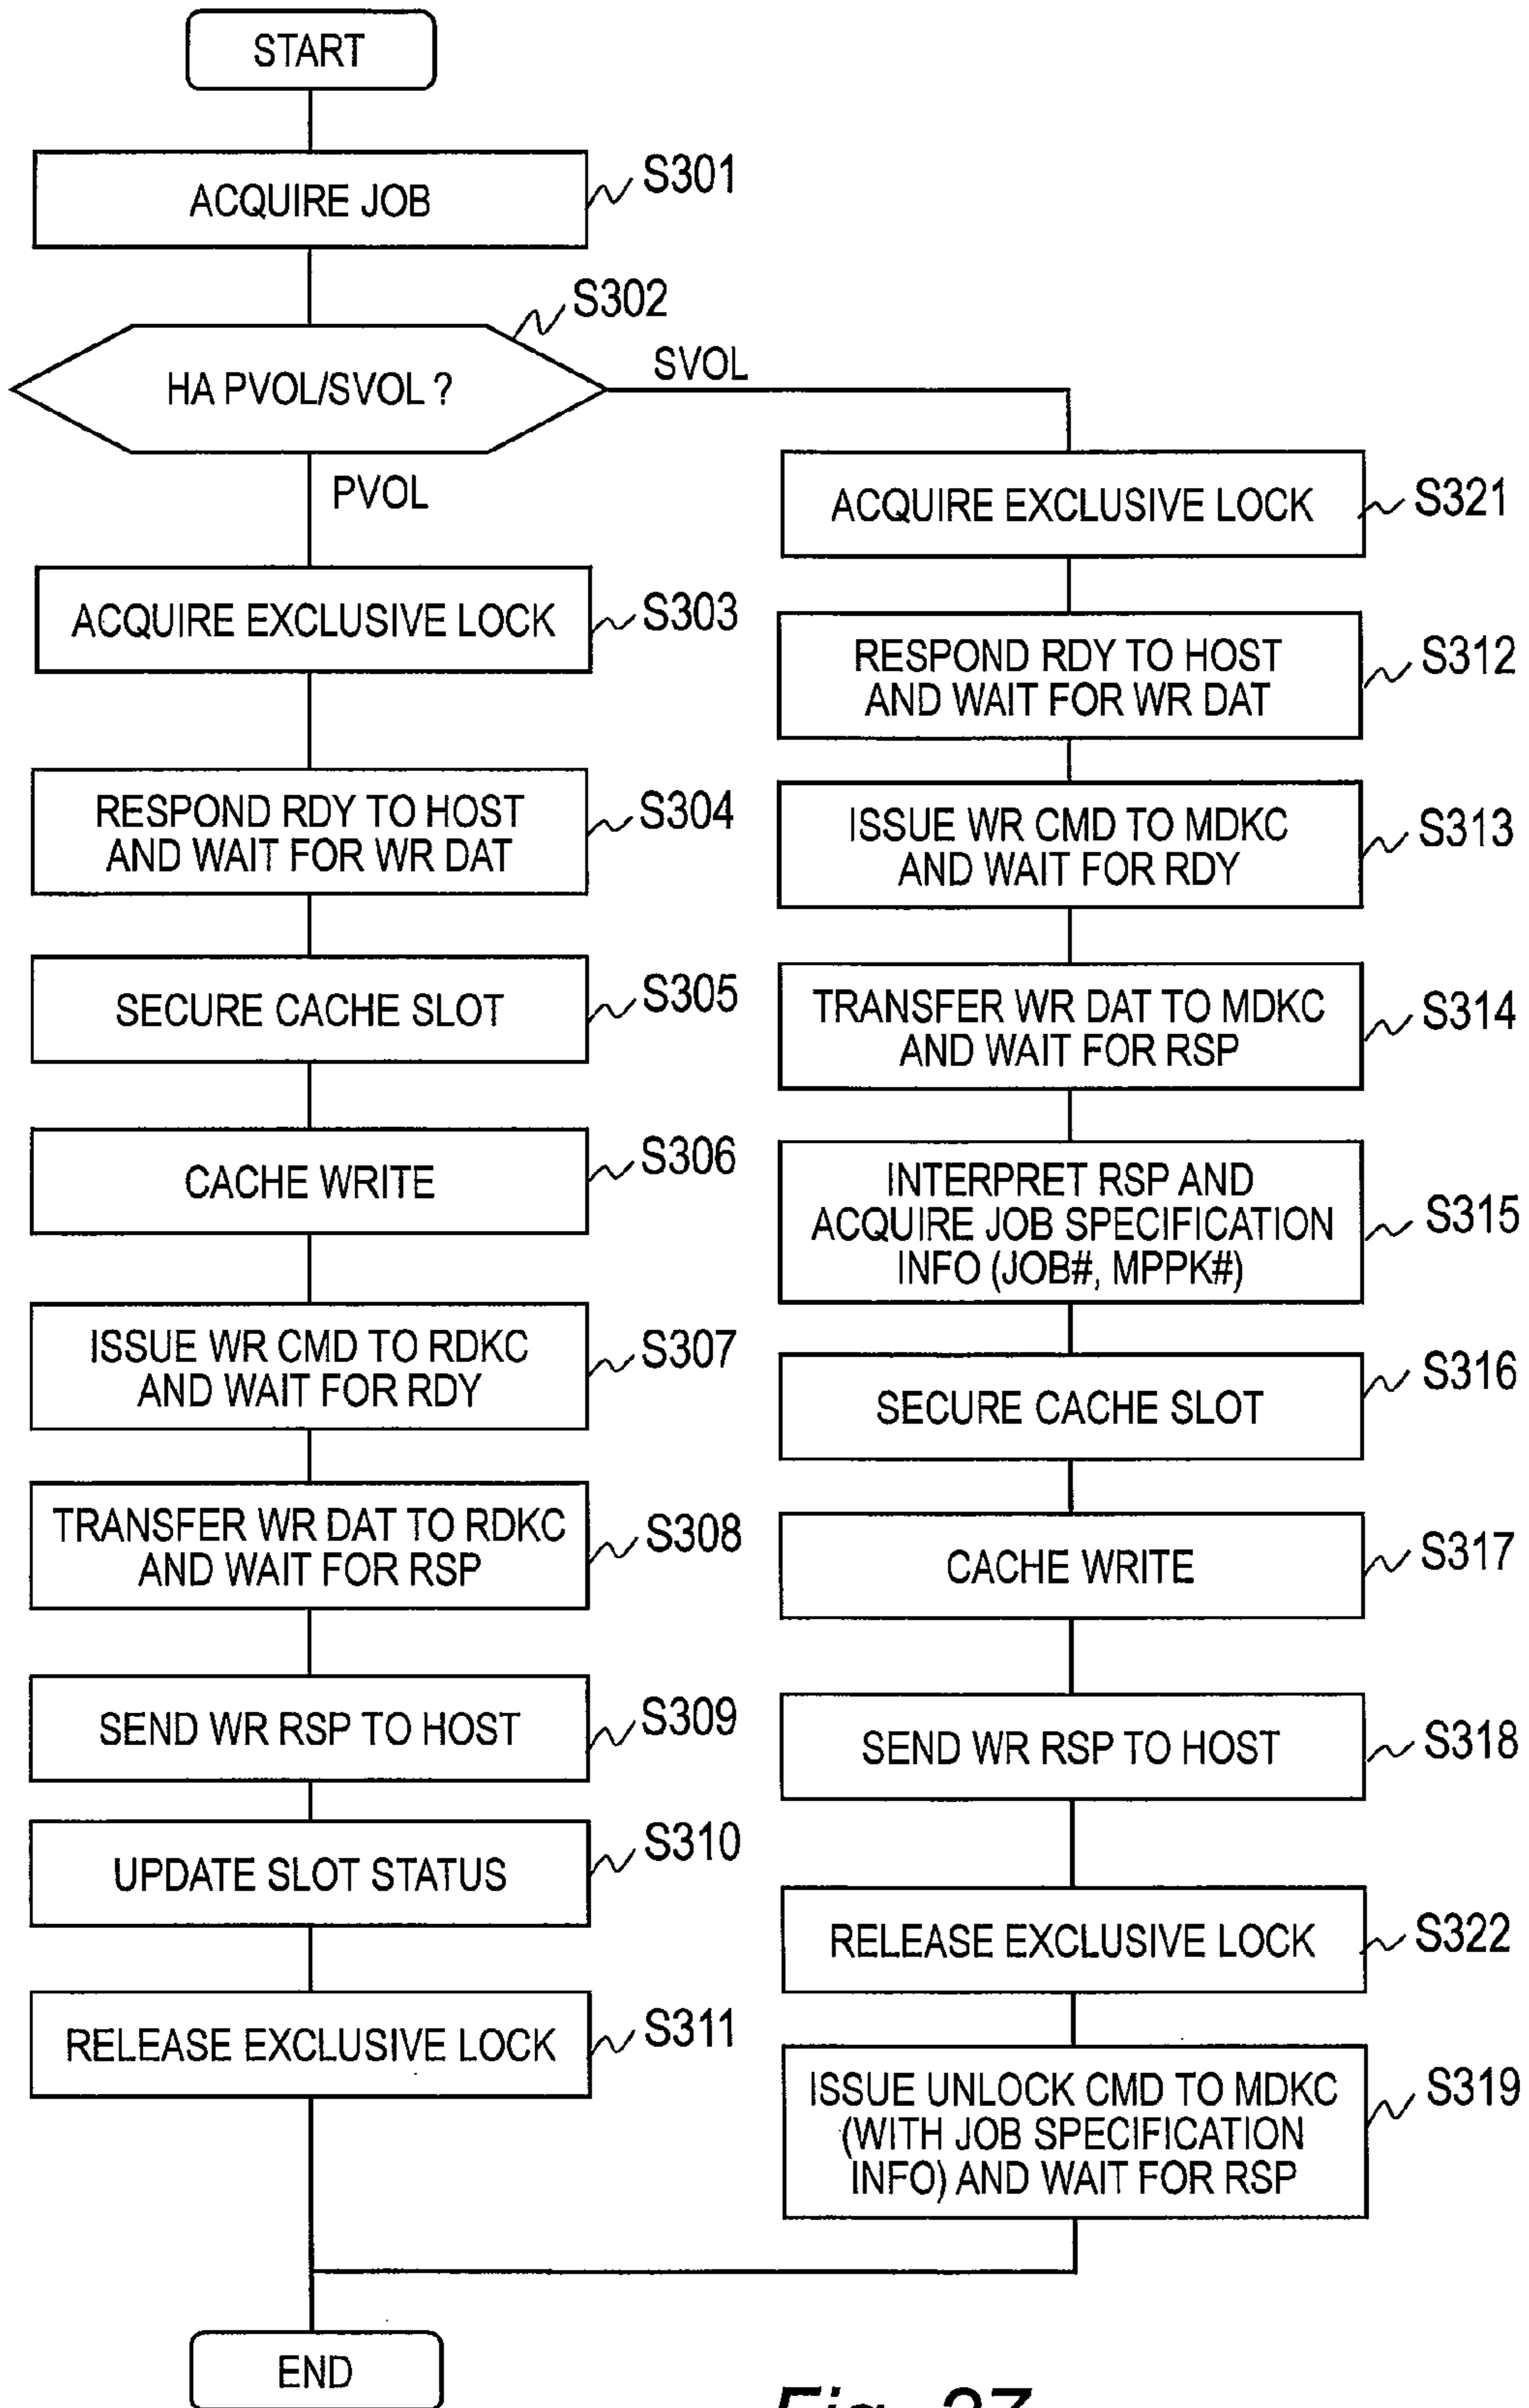 START
ACQUIRE JOB
S301
HA PVOL/SVOL ?
S302
SVOL
PVOL
ACQUIRE EXCLUSIVE LOCK
S303
RESPOND RDY TO HOST
AND WAIT FOR WR DAT
S304
SECURE CACHE SLOT
S305
CACHE WRITE
S306
ISSUE WR CMD TO RDKC
AND WAIT FOR RDY
S307
TRANSFER WR DAT TO RDKC
AND WAIT FOR RSP
S308
SEND WR RSP TO HOST
S309
UPDATE SLOT STATUS
S310
RELEASE EXCLUSIVE LOCK
S311
ACQUIRE EXCLUSIVE LOCK
S321
RESPOND RDY TO HOST
AND WAIT FOR WR DAT
S312
ISSUE WR CMD TO MDKC
AND WAIT FOR RDY
S313
TRANSFER WR DAT TO MDKC
AND WAIT FOR RSP
S314
INTERPRET RSP AND
ACQUIRE JOB SPECIFICATION
INFO (JOB#, MPPK#)
S315
SECURE CACHE SLOT
S316
CACHE WRITE
S317
SEND WR RSP TO HOST
S318
RELEASE EXCLUSIVE LOCK
S322
ISSUE UNLOCK CMD TO MDKC
(WITH JOB SPECIFICATION
INFO) AND WAIT FOR RSP
S319
END